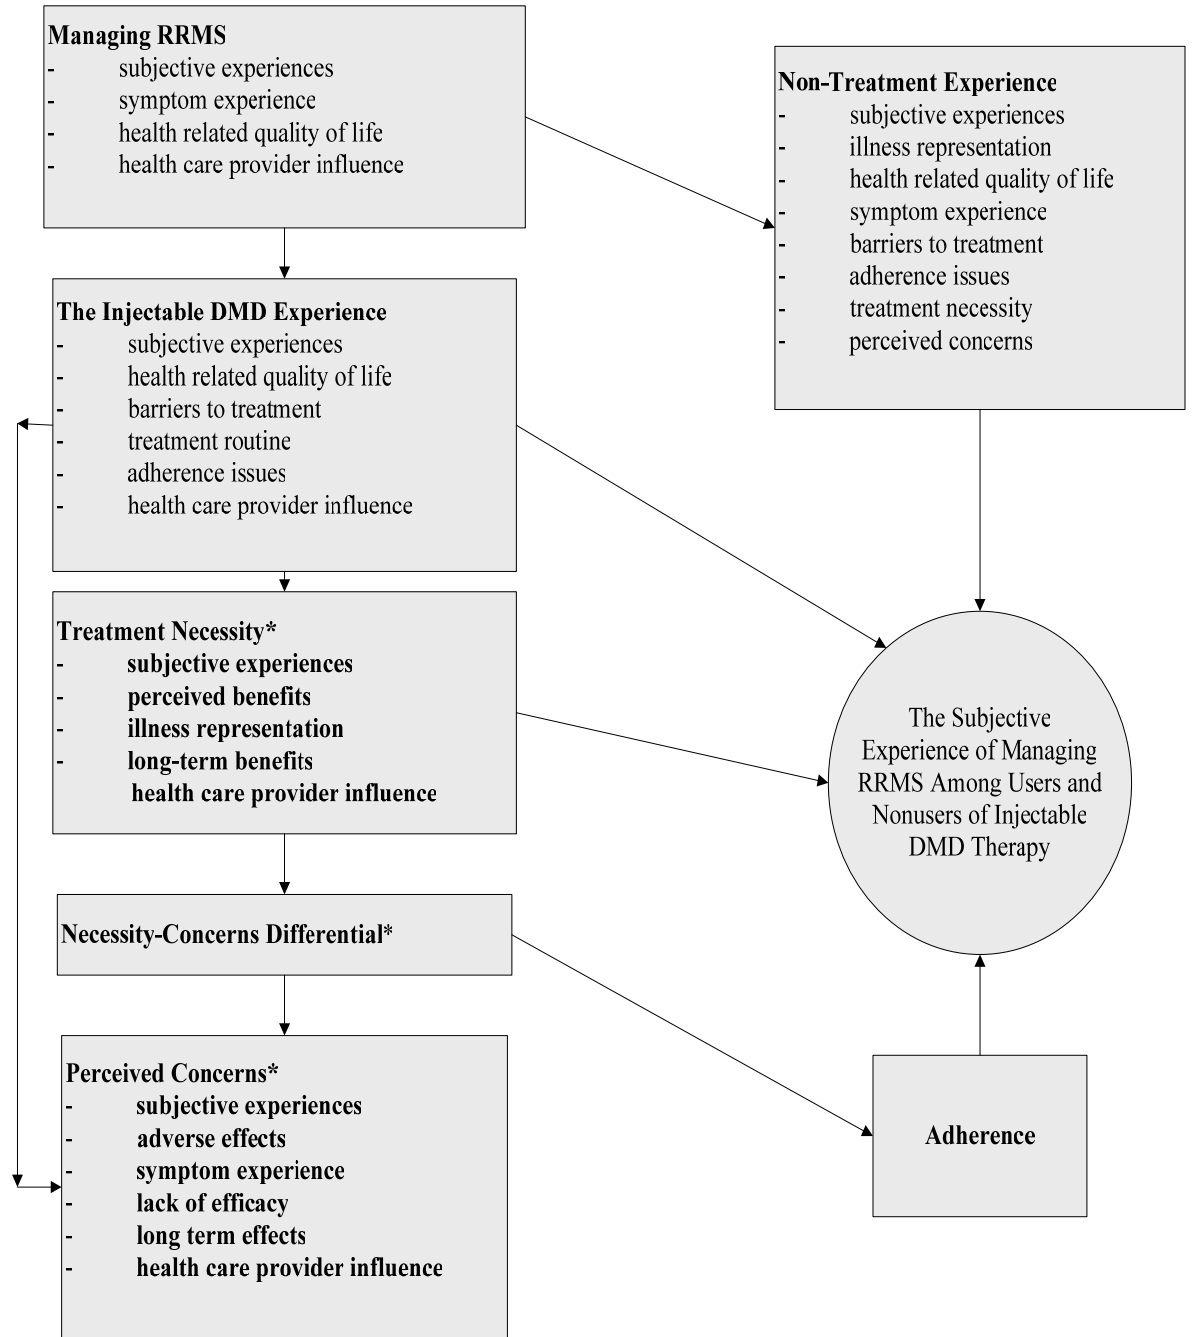 Managing RRMS
- subjective experiences
- symptom experience
- health related quality of life
- health care provider influence
Non-Treatment Experience
- subjective experiences
- illness representation
- health related quality of life
- symptom experience
- barriers to treatment
- adherence issues
- treatment necessity
- perceived concerns
The Injectable DMD Experience
- subjective experiences
- health related quality of life
- barriers to treatment
- treatment routine
- adherence issues
- health care provider influence
Treatment Necessity*
- subjective experiences
- perceived benefits
- illness representation
- long-term benefits
health care provider influence
The Subjective
Experience of Managing
RRMS Among Users and
Nonusers of Injectable
DMD Therapy
Necessity-Concerns Differential*
Perceived Concerns*
- subjective experiences
- adverse effects
- symptom experience
- lack of efficacy
- long term effects
- health care provider influence
Adherence